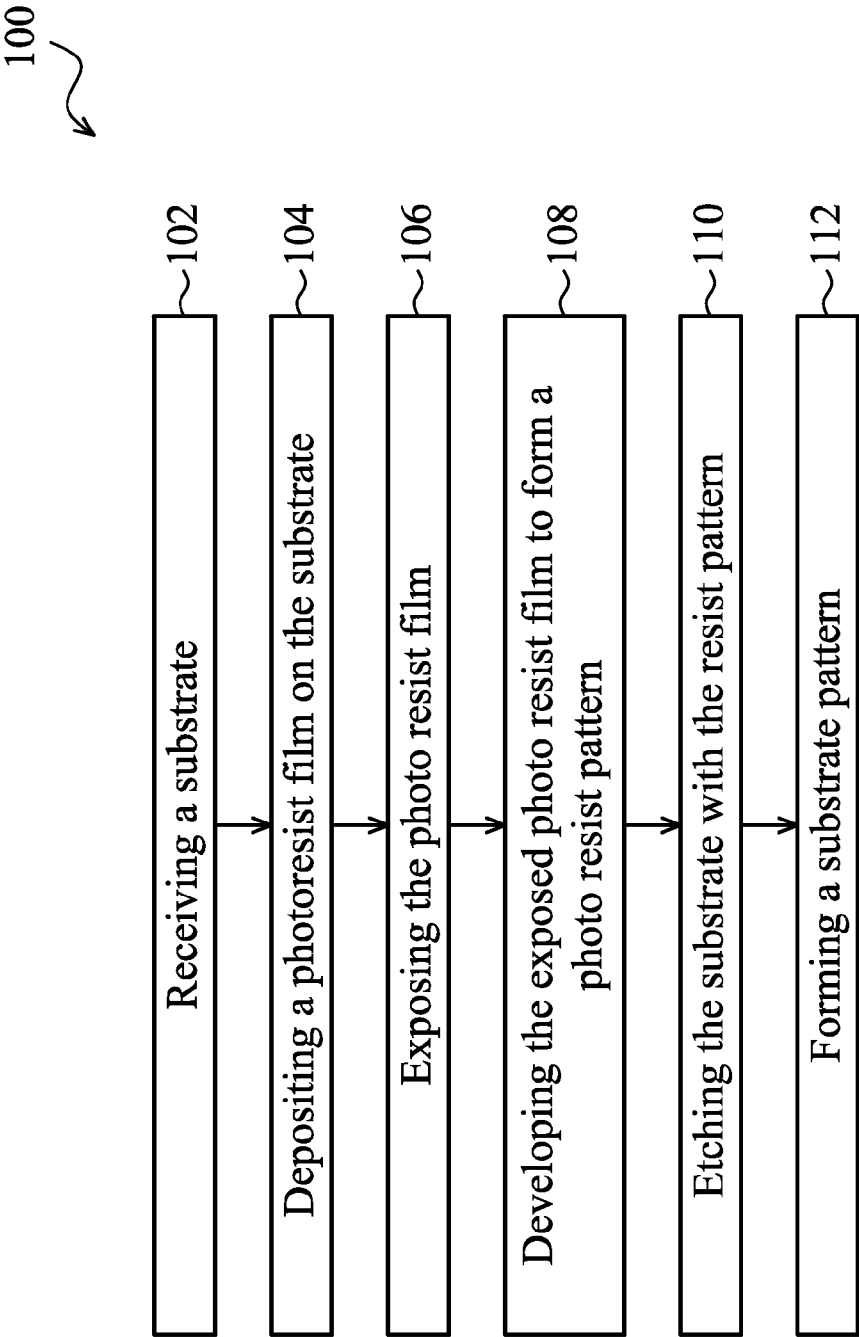 100
Receiving a substrate
102
Depositing a photoresist film on the substrate
104
Exposing the photo resist film
106
Developing the exposed photo resist film to form a
photo resist pattern
108
Etching the substrate with the resist pattern
110
Forming a substrate pattern
112